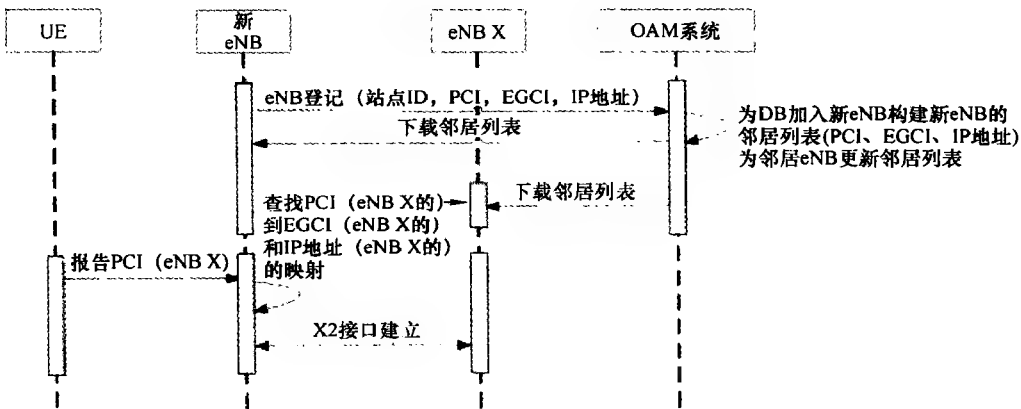 UE
新
eNB
eNB X
OAM系统
eNB登记（站点ID，PCI，EGCI，IP地址）
下载邻居列表
为DB加入新eNB构建新eNB的
邻居列表(PCI、EGCI、IP地址)
为邻居eNB更新邻居列表
下载邻居列表
查找PCI（eNB X的）
到EGCI（eNB X的）
和IP地址（eNB X的）
的映射
报告PCI（eNB X）
X2接口建立